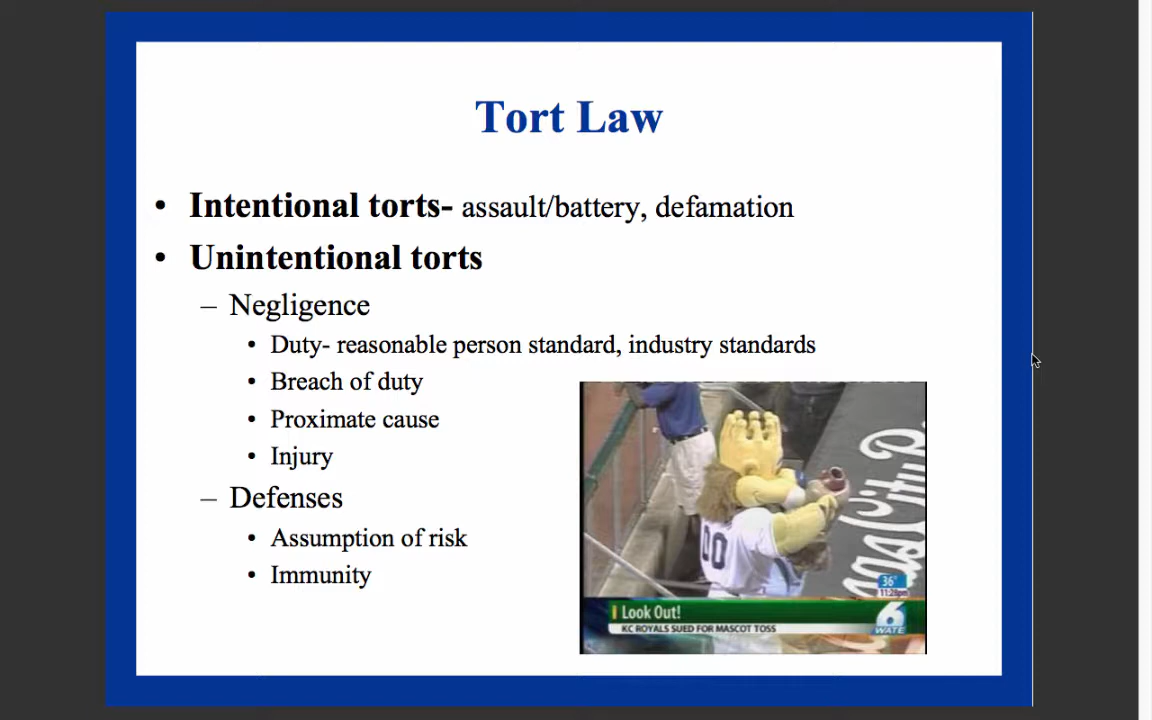 Tort Law
• Intentional torts- assault/battery, defamation
• Unintentional torts
– Negligence
• Duty- reasonable person standard, industry standards
• Breach of duty
• Proximate cause
• Injury
– Defenses
• Assumption of risk
• Immunity
00
36°
11:28pm
Look Out!
KC ROYALS SUED FOR MASCOT TOSS
6
WATE